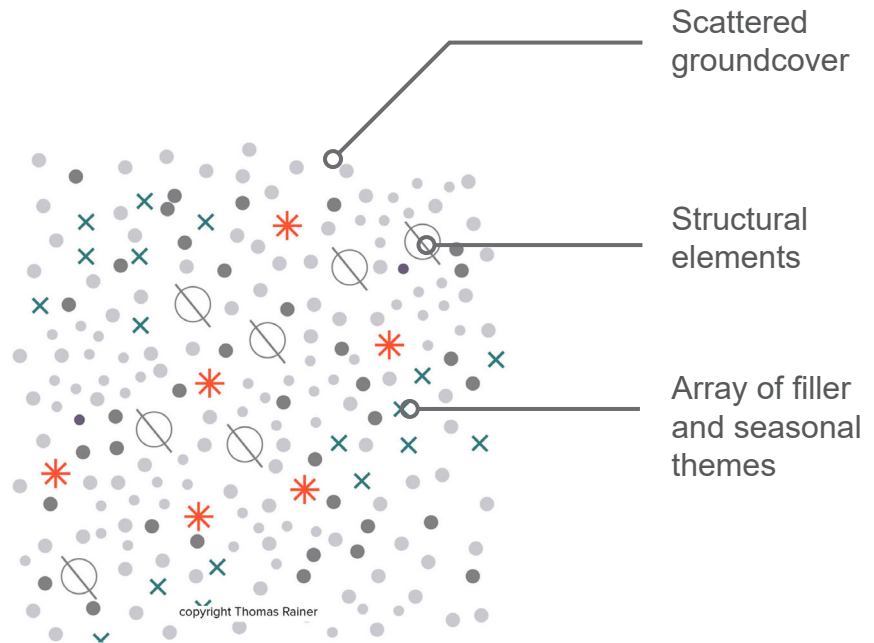 Scattered
groundcover
Structural
elements
Array of filler
and seasonal
themes
copyright Thomas Rainer